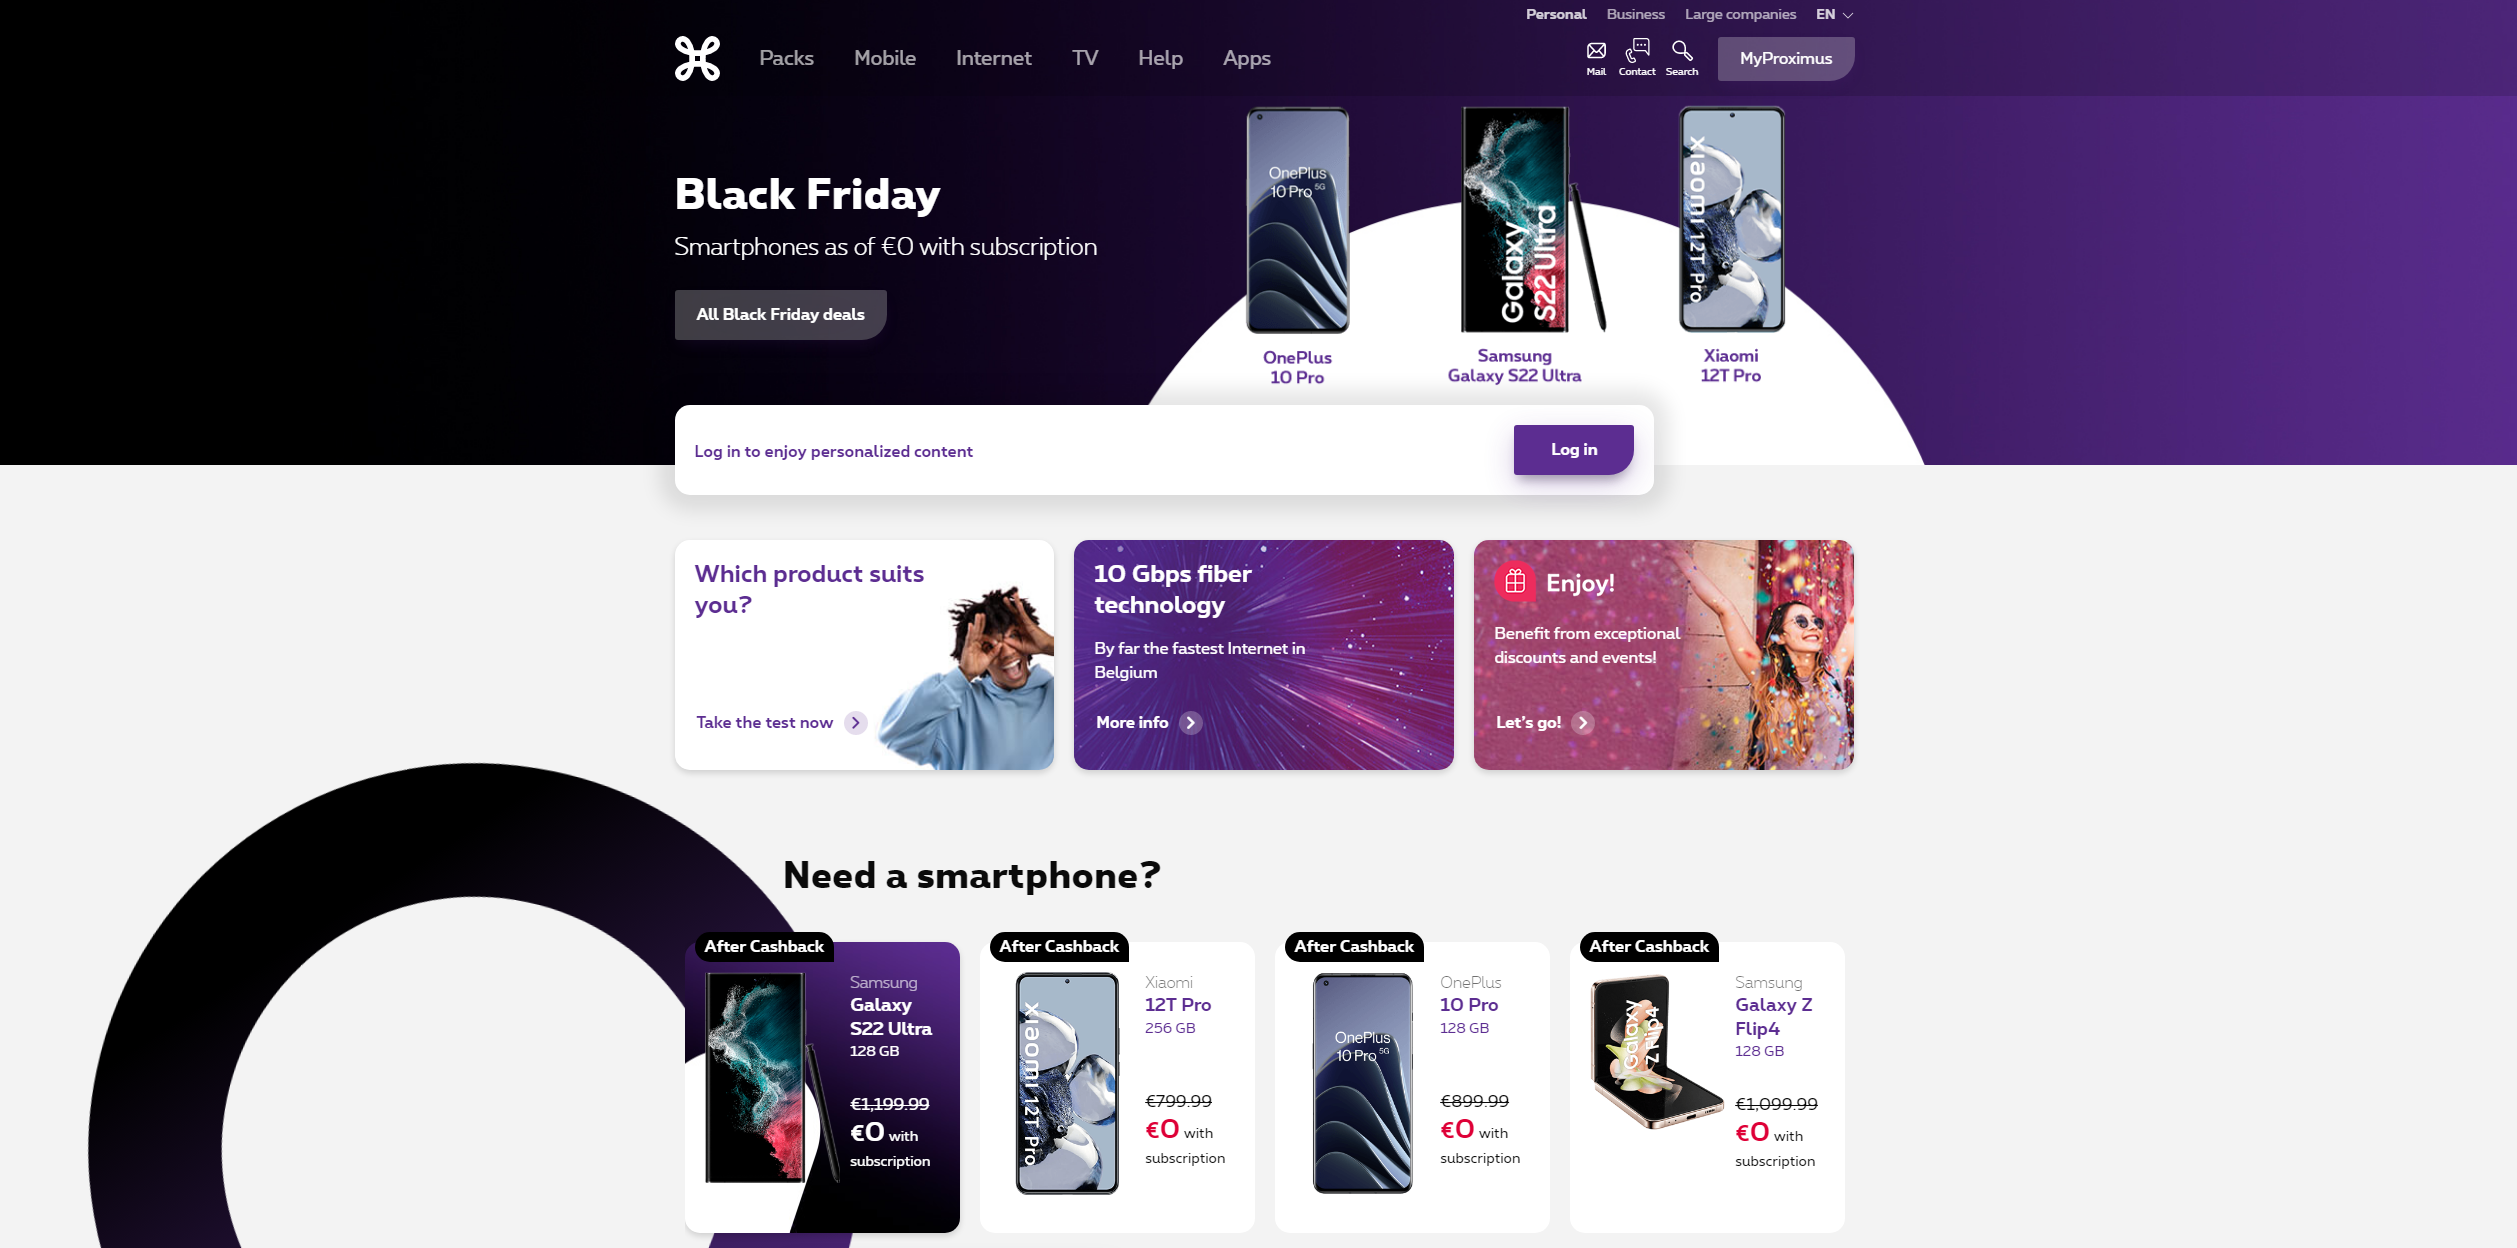 Personal Business Large companies EN
Packs Mobile Internet TV Help Apps
Mail Contact Search
MyProximus
Black Friday
Smartphones as of €0 with subscription
All Black Friday deals
OnePlus
10 Pro 5G
Galaxy
S22 Ultra
xiaomi 12T Pro
OnePlus
10 Pro
Samsung
Galaxy S22 Ultra
Xiaomi
12T Pro
Log in to enjoy personalized content
Log in
Which product suits
you?
Take the test now
10 Gbps fiber
technology
By far the fastest Internet in
Belgium
More info
Enjoy!
Benefit from exceptional
discounts and events!
Let's go!
Need a smartphone?
After Cashback
Samsung
Galaxy
S22 Ultra
128 GB
€1,199.99
€0 with
subscription
After Cashback
xiaomi 12T Pro
Xiaomi
12T Pro
256 GB
€799.99
€0 with
subscription
After Cashback
OnePlus
10 Pro 5G
OnePlus
10 Pro
128 GB
€899.99
€0 with
subscription
After Cashback
Galaxy
Z Flip4
Samsung
Galaxy Z
Flip4
128 GB
€1,099.99
€0 with
subscription